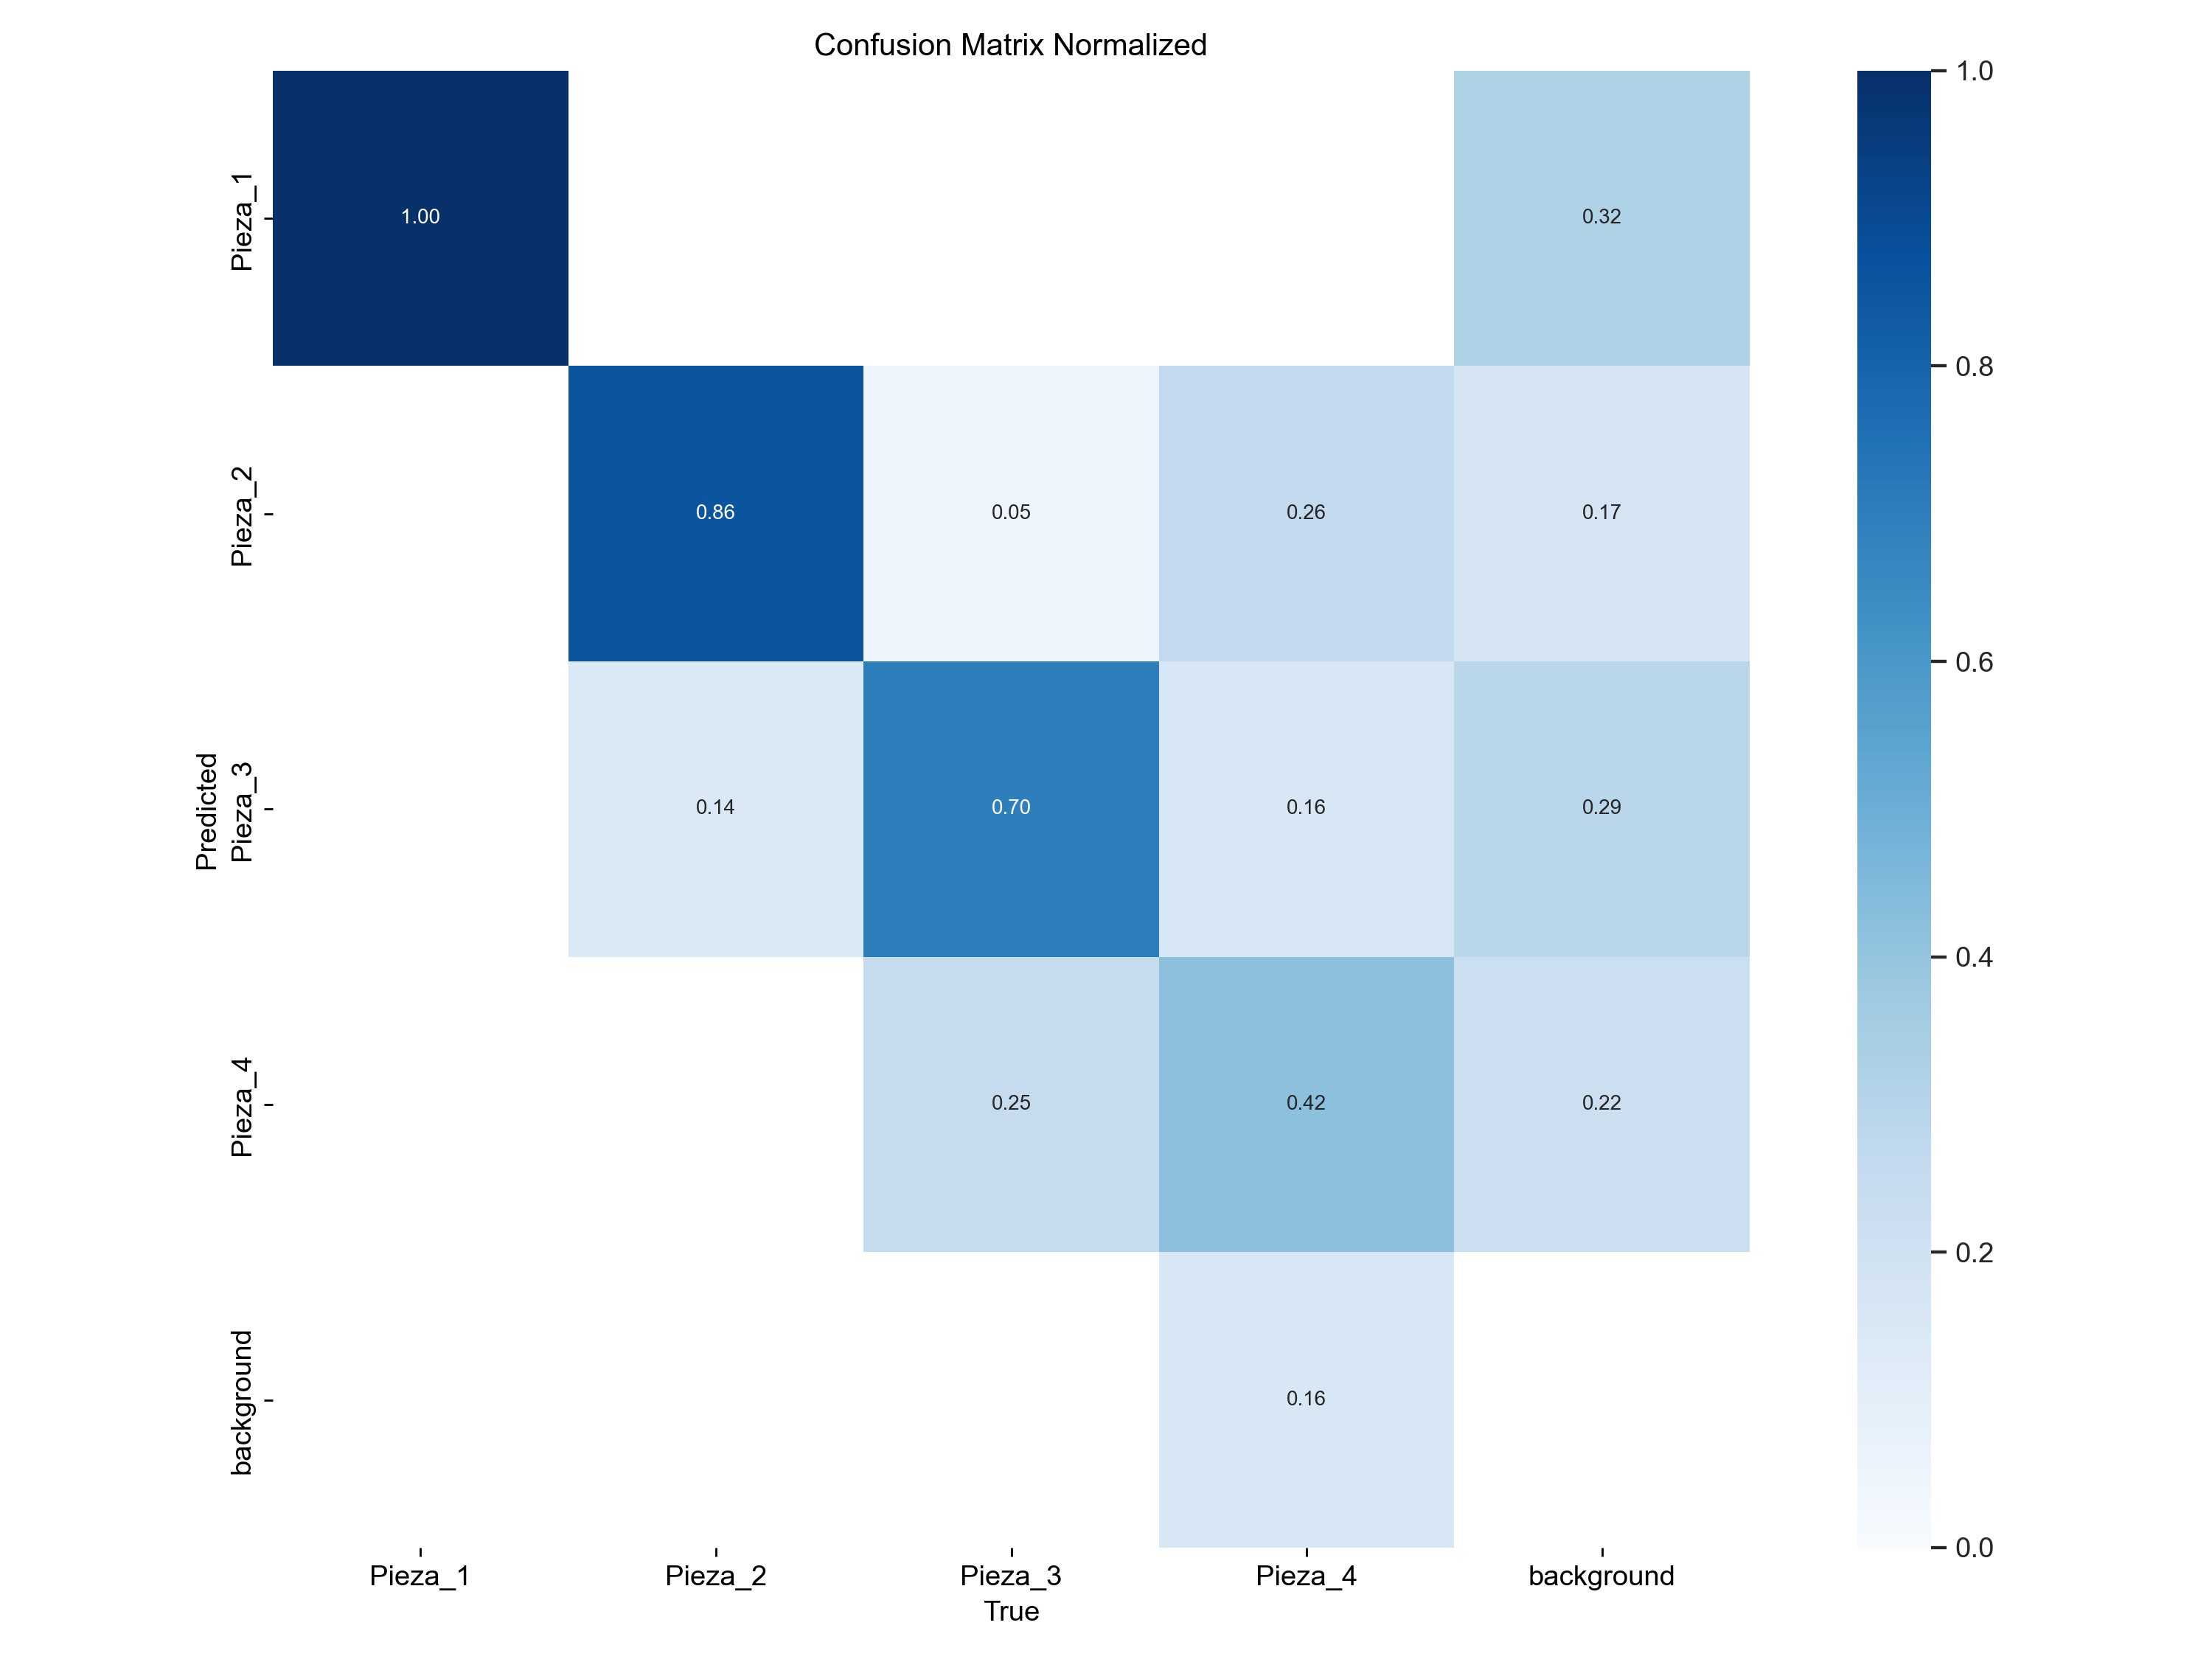 Confusion Matrix Normalized
Pieza_1
1.00
0.32
Pieza_2
0.86
0.05
0.26
0.17
Predicted
Pieza_3
0.14
0.70
0.16
0.29
Pieza_4
0.25
0.42
0.22
background
0.16
Pieza_1
Pieza_2
Pieza_3
Pieza_4
background
True
1.0
0.8
0.6
0.4
0.2
0.0